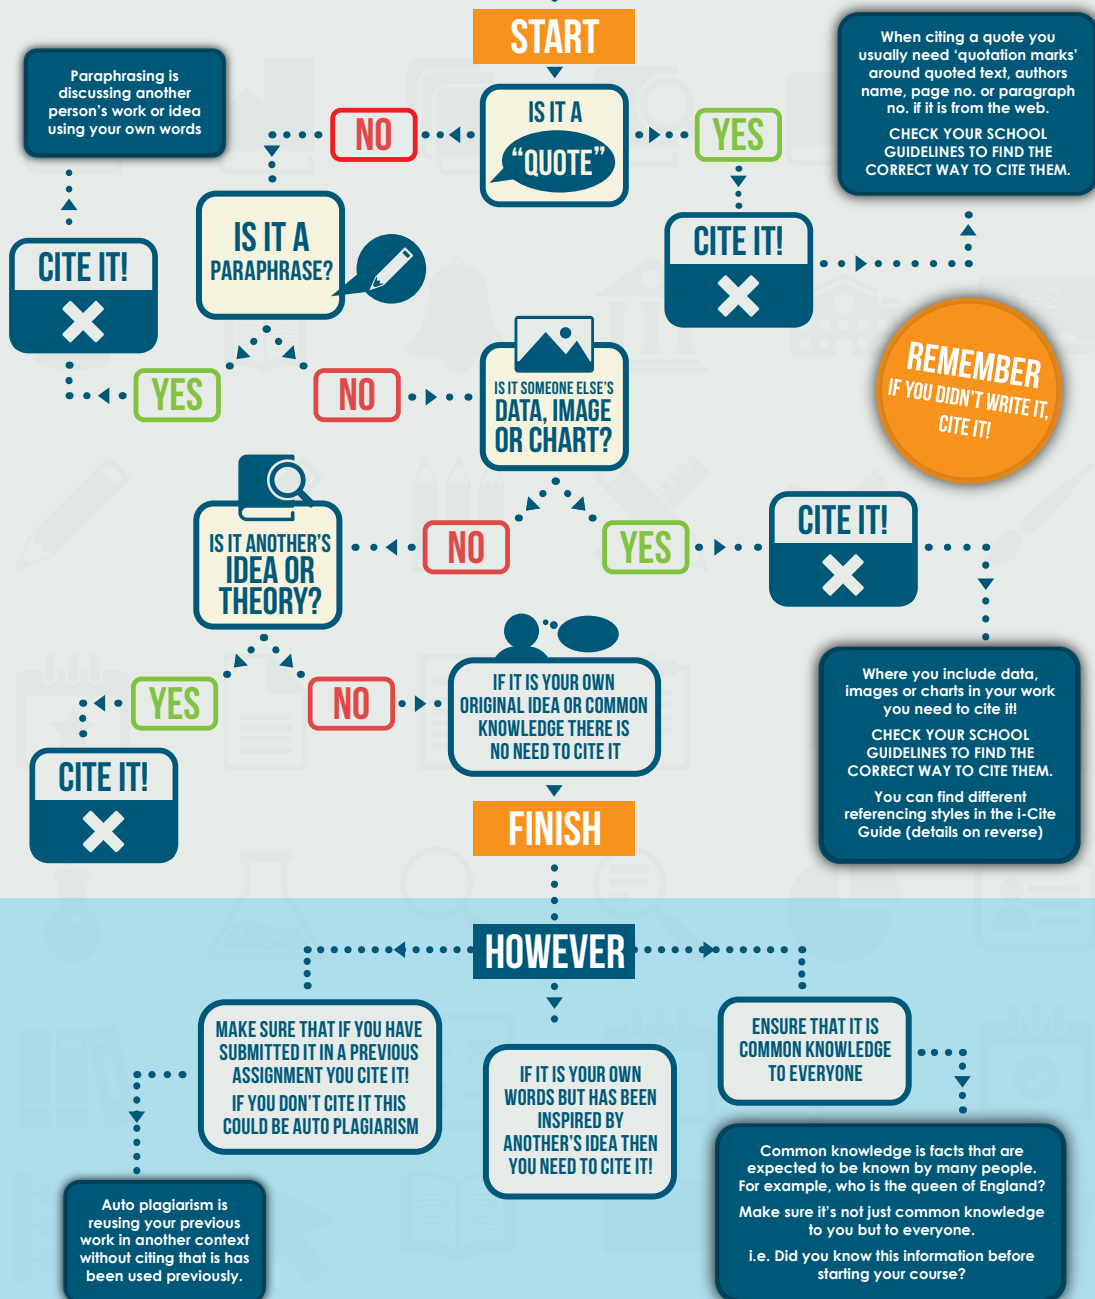 START
When citing a quote you
usually need ‘quotation marks’
around quoted text, authors
name, page no. or paragraph
no. if it is from the web.
CHECK YOUR SCHOOL
GUIDELINES TO FIND THE
CORRECT WAY TO CITE THEM.
Paraphrasing is
discussing another
person's work or idea
using your own words
IS IT A
“QUOTE”
NO
YES
IS IT A
PARAPHRASE?
CITE IT!
CITE IT!
REMEMBER
IF YOU DIDN'T WRITE IT,
CITE IT!
YES
NO
IS IT SOMEONE ELSE'S
DATA, IMAGE
OR CHART?
IS IT ANOTHER'S
IDEA OR
THEORY?
NO
YES
CITE IT!
YES
NO
IF IT IS YOUR OWN
ORIGINAL IDEA OR COMMON
KNOWLEDGE THERE IS
NO NEED TO CITE IT
Where you include data,
images or charts in your work
you need to cite it!
CHECK YOUR SCHOOL
GUIDELINES TO FIND THE
CORRECT WAY TO CITE THEM.
You can find different
referencing styles in the i-Cite
Guide (details on reverse)
CITE IT!
FINISH
HOWEVER
MAKE SURE THAT IF YOU HAVE
SUBMITTED IT IN A PREVIOUS
ASSIGNMENT YOU CITE IT!
IF YOU DON'T CITE IT THIS
COULD BE AUTO PLAGIARISM
IF IT IS YOUR OWN
WORDS BUT HAS BEEN
INSPIRED BY
ANOTHER'S IDEA THEN
YOU NEED TO CITE IT!
ENSURE THAT IT IS
COMMON KNOWLEDGE
TO EVERYONE
Auto plagiarism is
reusing your previous
work in another context
without citing that is has
been used previously.
Common knowledge is facts that are
expected to be known by many people.
For example, who is the queen of England?
Make sure it's not just common knowledge
to you but to everyone.
i.e. Did you know this information before
starting your course?